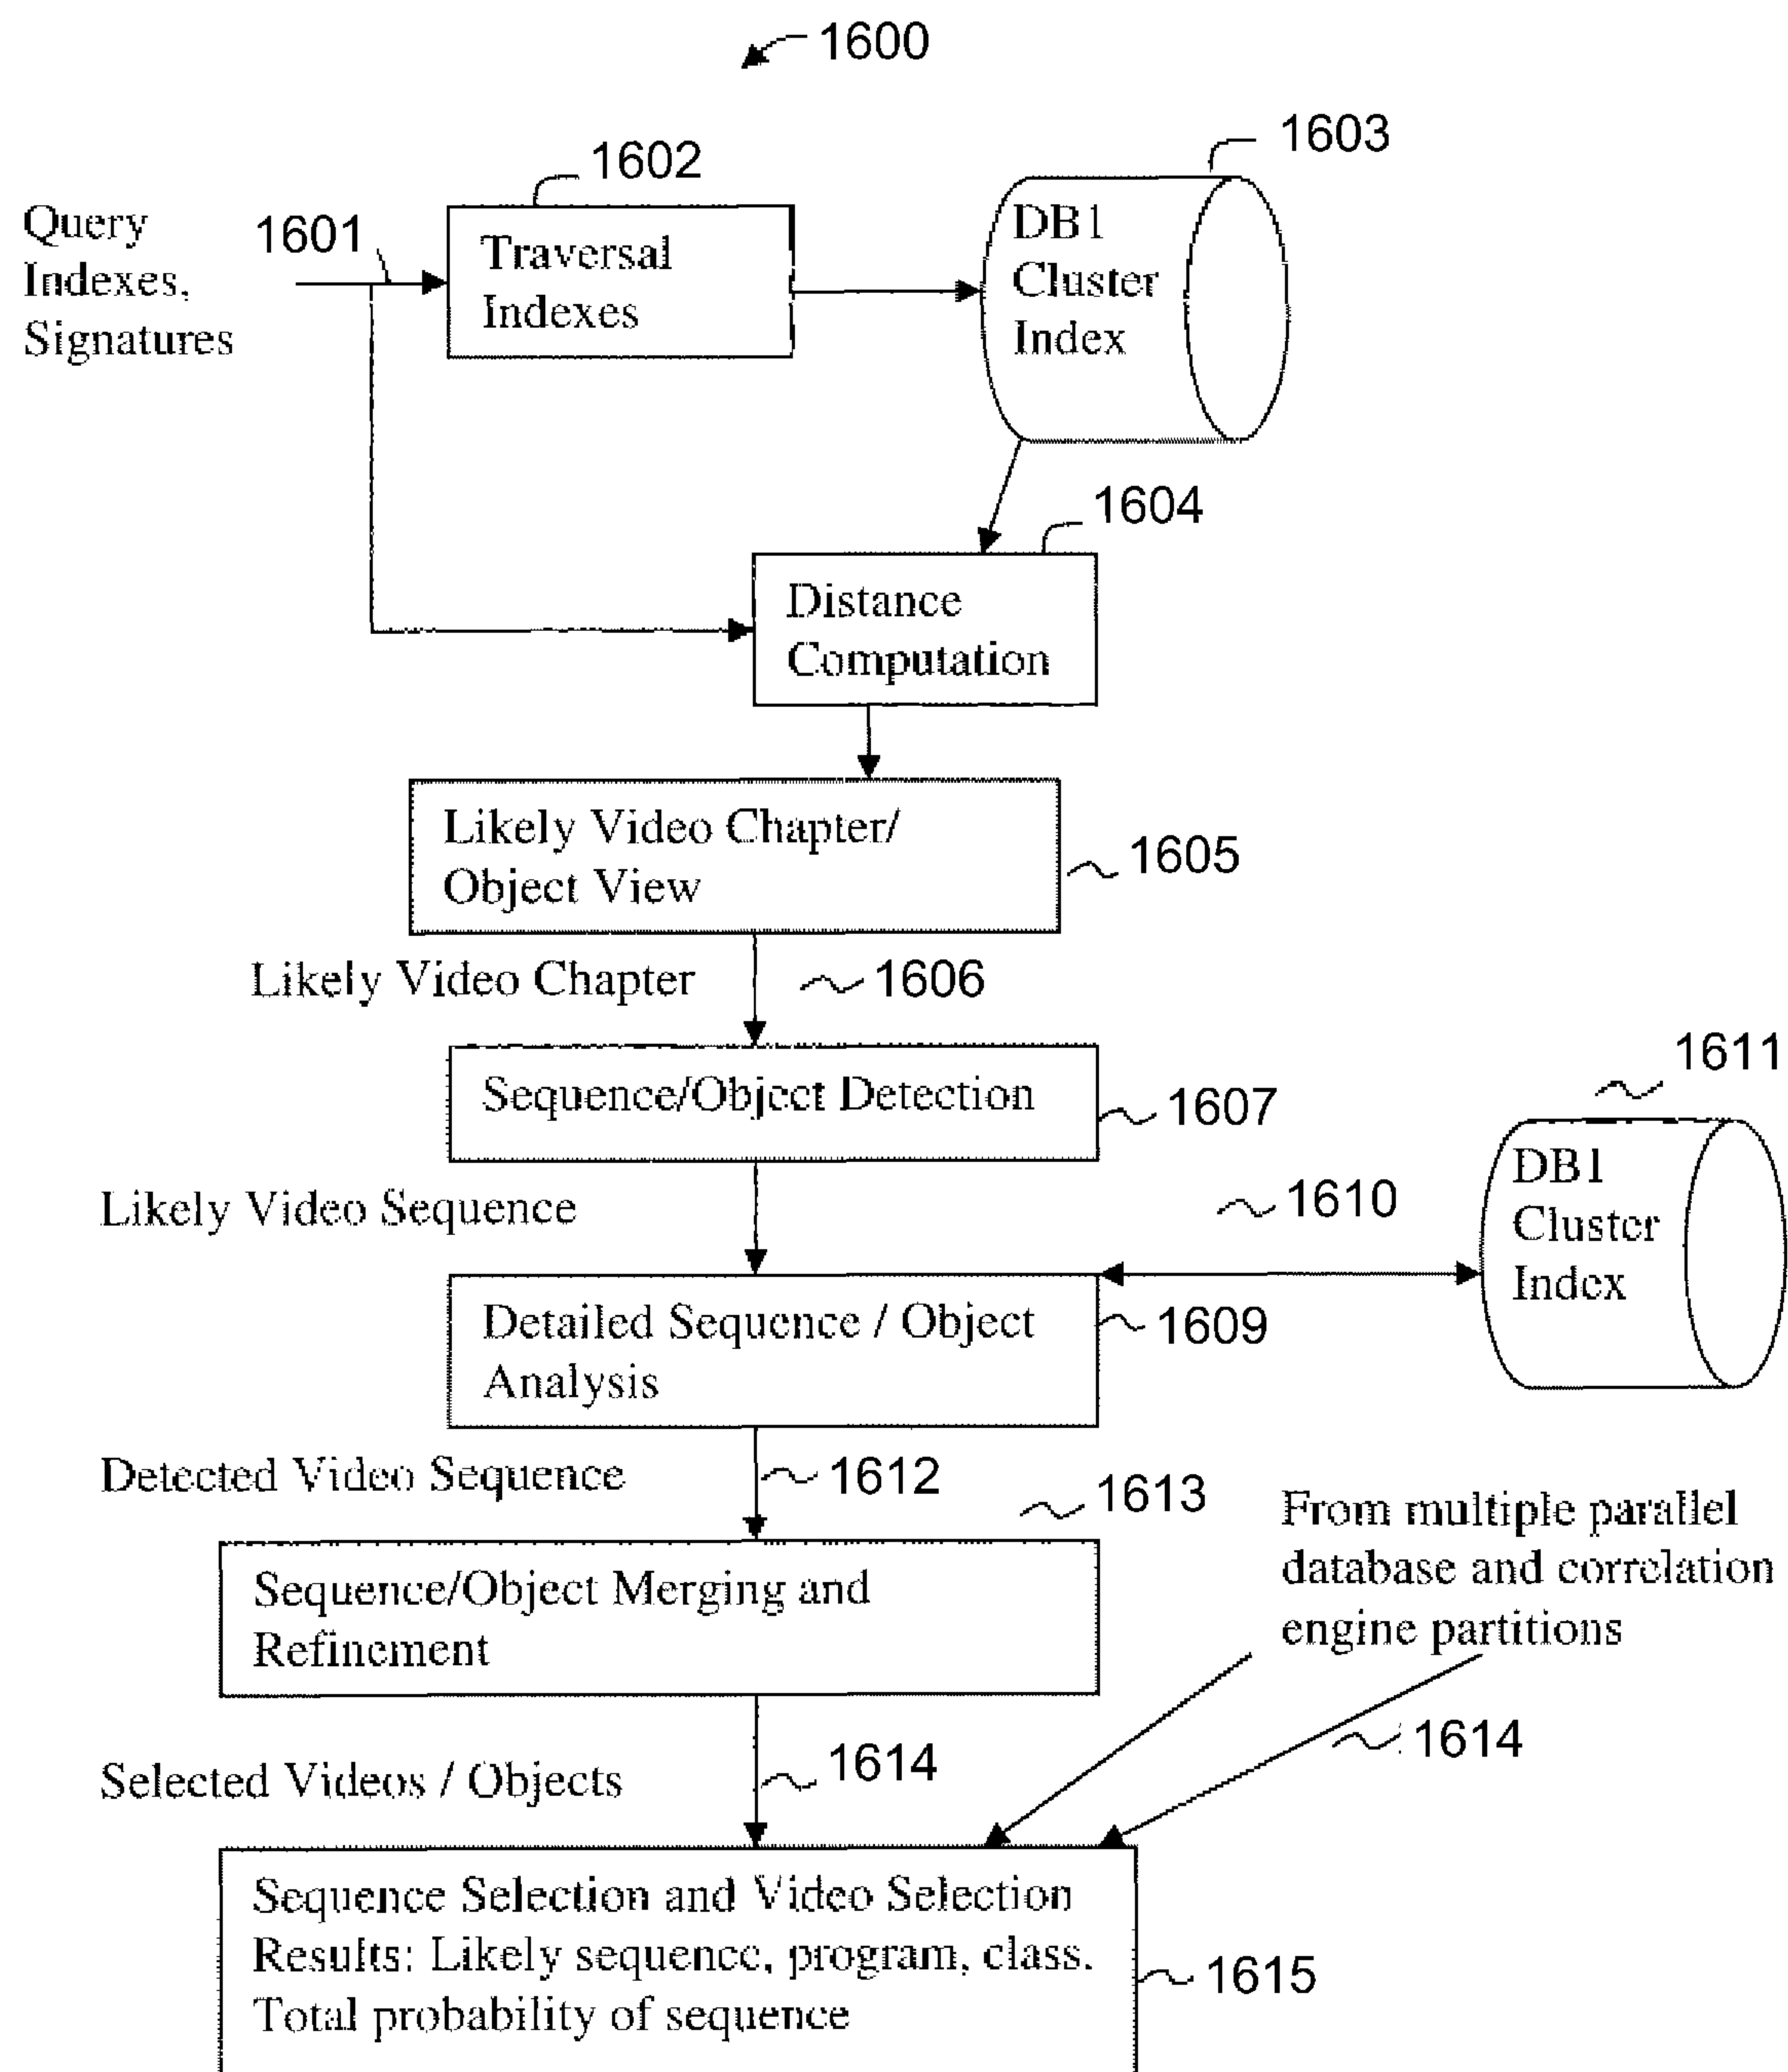 1600
1603
1602
Query
Indexes,
Signatures
1601
Traversal
Indexes
DB1
Cluster
Index
1604
Distance
Computation
Likely Video Chapter/
Object View
1605
Likely Video Chapter
1606
Sequence/Object Detection
1607
1611
DB1
Cluster
Index
Likely Video Sequence
1610
Detailed Sequence / Object
Analysis
1609
Detected Video Sequence
1612
1613
From multiple parallel
database and correlation
engine partitions
Sequence/Object Merging and
Refinement
1614
Selected Videos / Objects
1614
Sequence Selection and Video Selection
Results: Likely sequence, program, class.
Total probability of sequence
1615